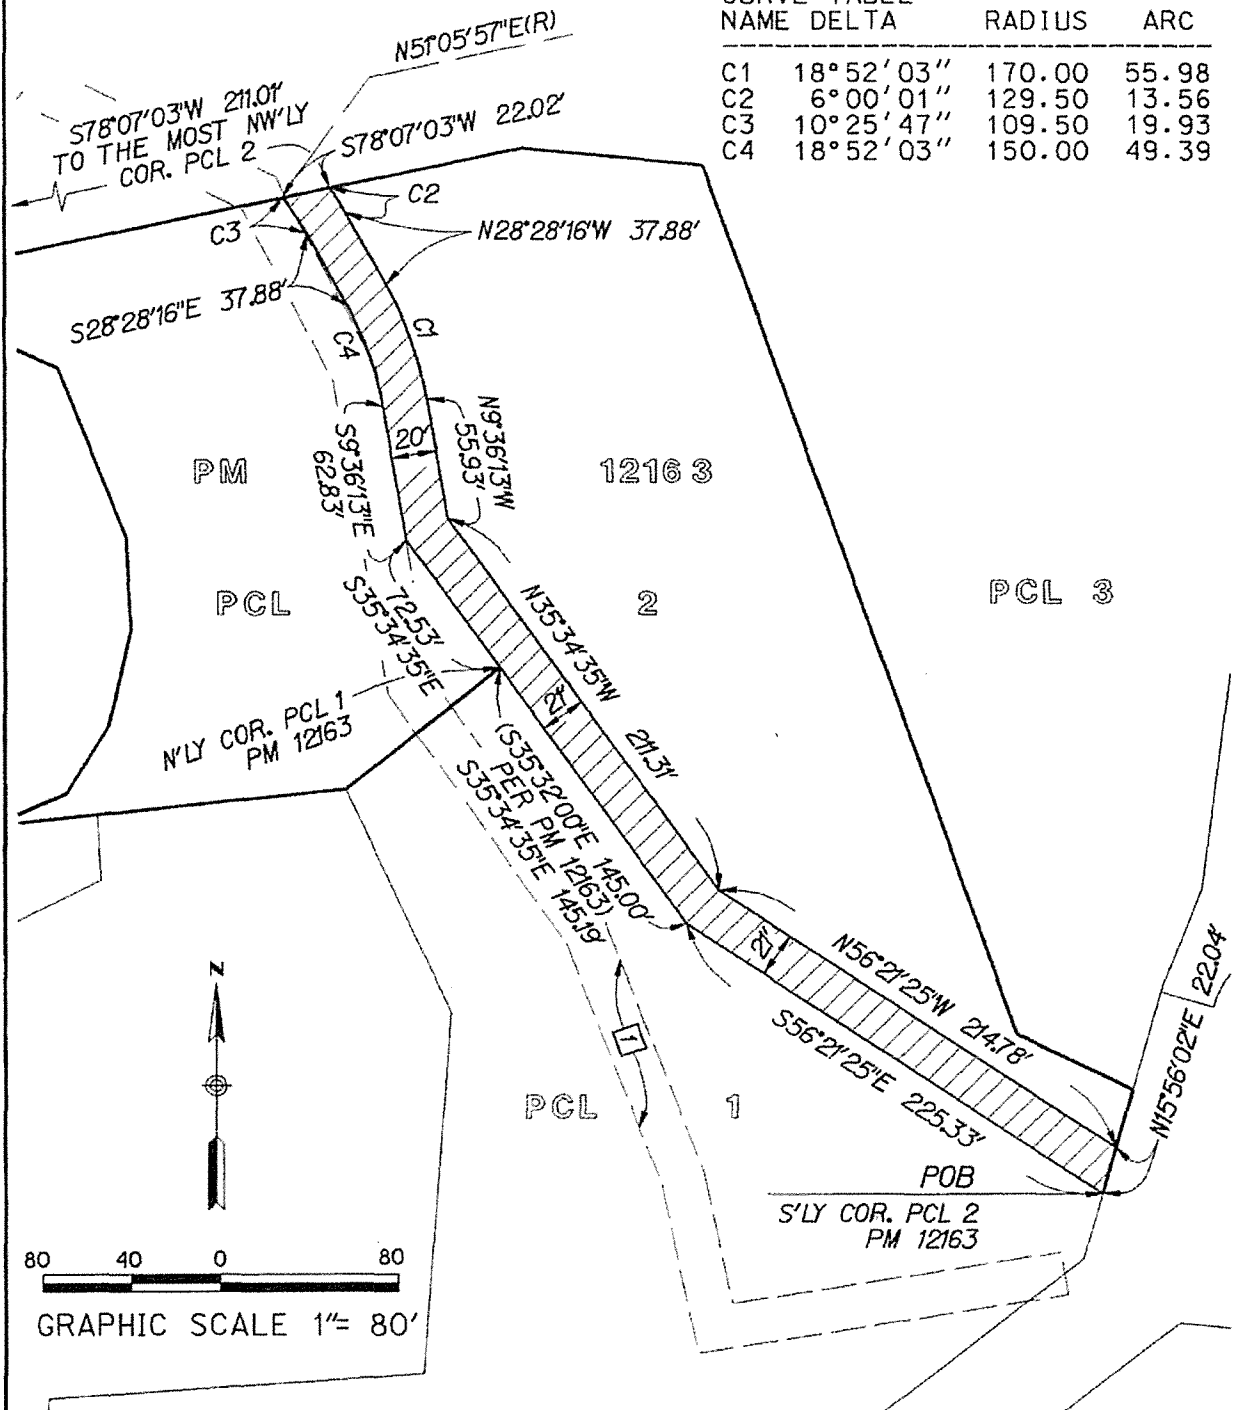 NAME DELTA RADIUS ARC
C1 18°52'03" 170.00 55.98
C2 6°00'01" 129.50 13.56
C3 10°25'47" 109.50 19.93
C4 18°52'03" 150.00 49.39
N51°05'57"E(R)
S78°07'03"W 211.01'
TO THE MOST NW'LY
COR. PCL 2
S78°07'03"W 22.02'
C2
C3
N28°28'16"W 37.88'
S28°28'16"E 37.88'
C1
C4
N9°36'13"W
55.93'
20'
S9°36'13"E
62.83'
PM
12163
PCL
2
PCL 3
72.53'
S35°34'35"E
N35°34'35"W 211.31'
21'
N'LY COR. PCL 1
PM 12163
(S35°32'00"E 145.00'
PER PM 12163)
S35°34'35"E 145.19'
21'
N56°21'25"W 214.78'
S56°21'25"E 225.33'
N15°56'02"E 22.04'
N
1
PCL 1
POB
S'LY COR. PCL 2
PM 12163
80 40 0 80
GRAPHIC SCALE 1"= 80'